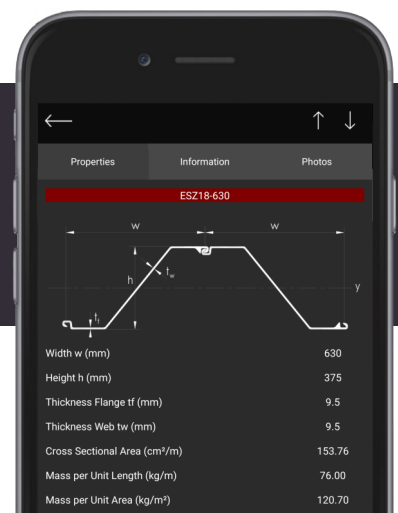 Properties Information Photos
ESZ18-630
w w
h tw
y
tf
Width w (mm) 630
Height h (mm) 375
Thickness Flange tf (mm) 9.5
Thickness Web tw (mm) 9.5
Cross Sectional Area (cm²/m) 153.76
Mass per Unit Length (kg/m) 76.00
Mass per Unit Area (kg/m²) 120.70